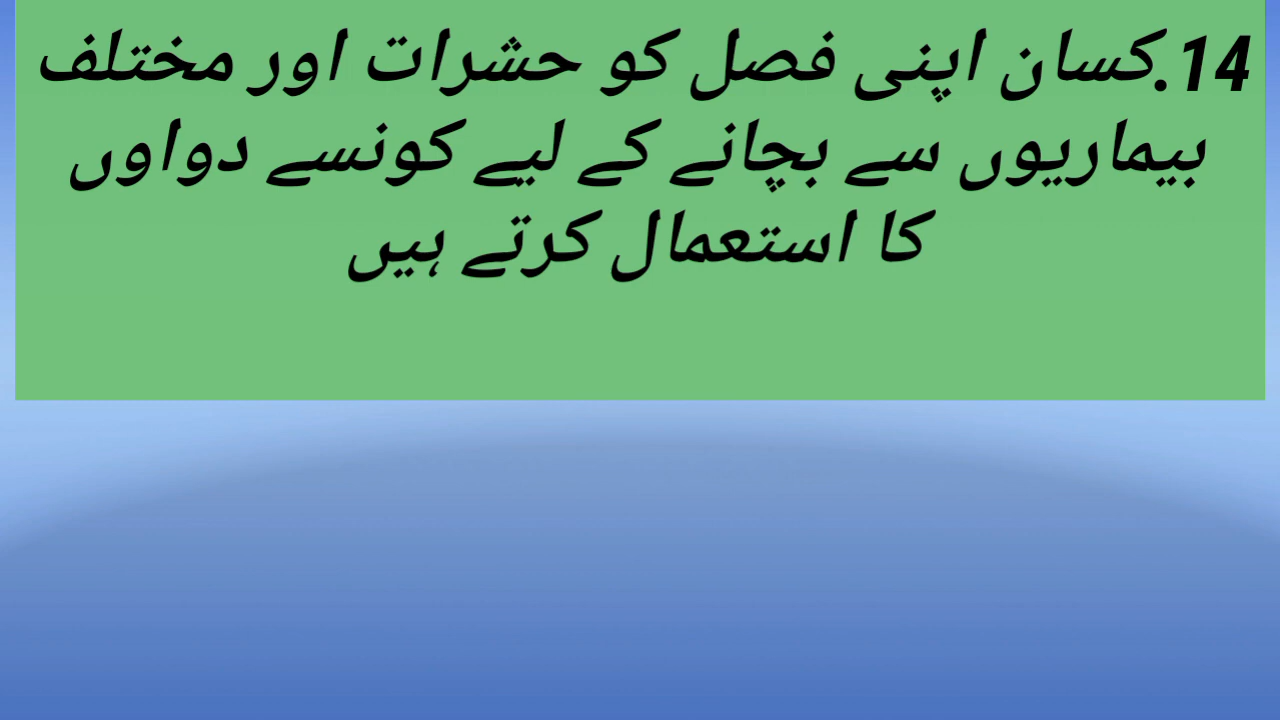 14.کسان اپنی فصل کو حشرات اور مختلف
بیماریوں سے بچانے کے لیے کونسے دواوں
کا استعمال کرتے ہیں